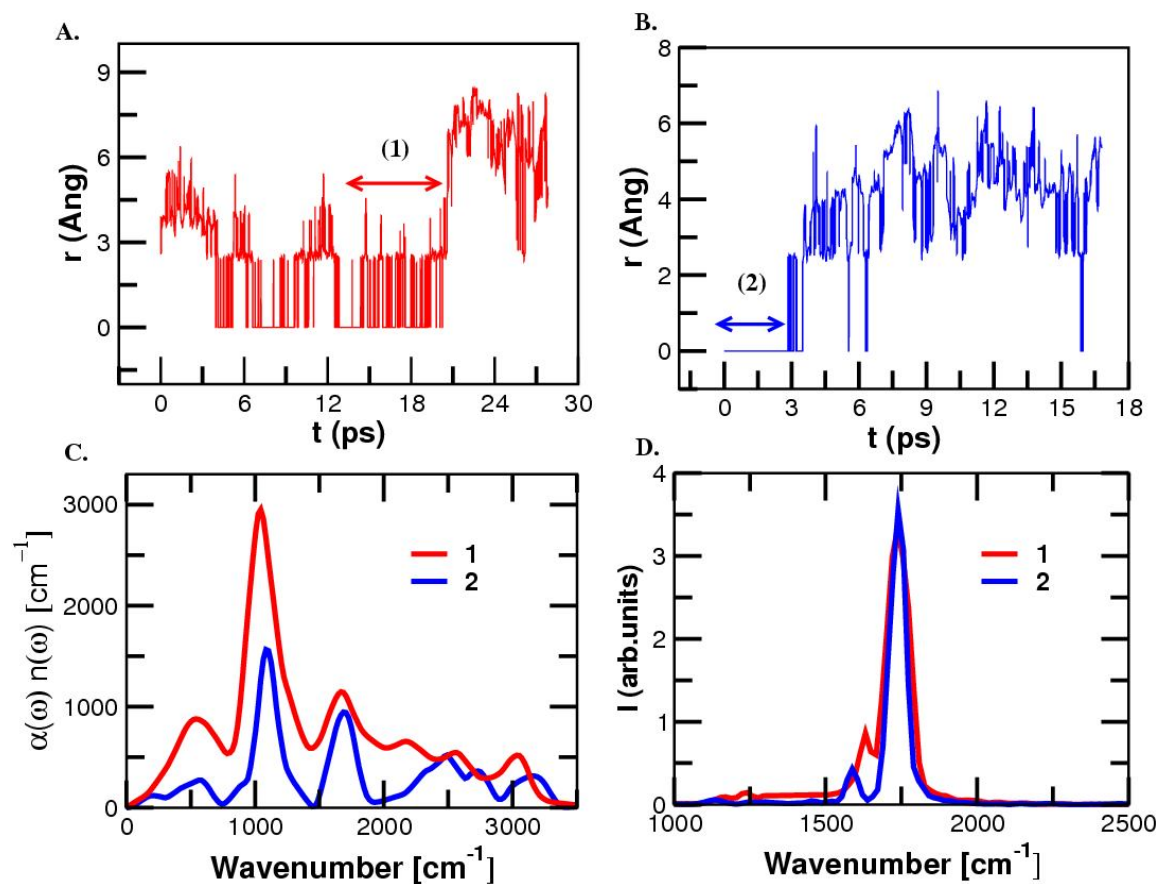 A.
9
6
3
0
r (Ang)
(1)
0 6 12 18 24 30
t (ps)
B.
8
6
4
2
0
r (Ang)
(2)
0 3 6 9 12 15 18
t (ps)
C.
3000
2000
1000
0
α(ω) n(ω) [cm⁻¹]
1
2
0 1000 2000 3000
Wavenumber [cm⁻¹]
D.
4
3
2
1
0
I (arb.units)
1
2
1000 1500 2000 2500
Wavenumber [cm⁻¹]